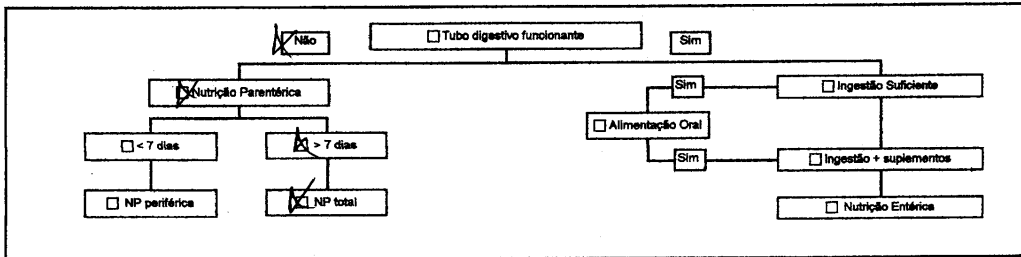 Não
Tubo digestivo funcionante
Sim
Nutrição Parentérica
Sim
Ingestão Suficiente
Alimentação Oral
< 7 dias
> 7 dias
Sim
Ingestão + suplementos
NP periférica
NP total
Nutrição Entérica